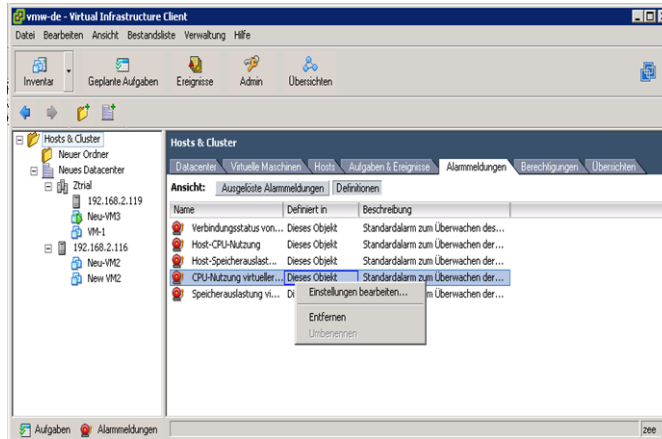 vmw-de - Virtual Infrastructure Client
Datei Bearbeiten Ansicht Bestandsliste Verwaltung Hilfe
Inventar Geplante Aufgaben Ereignisse Admin Übersichten
Hosts & Cluster
Neuer Ordner
Neues Datacenter
Ztrial
192.168.2.119
Neu-VM3
VM-1
192.168.2.116
Neu-VM2
New VM2
Hosts & Cluster
Datacenter Virtuelle Maschinen Hosts Aufgaben & Ereignisse Alarmmeldungen Berechtigungen Übersichten
Ansicht: Ausgelöste Alarmmeldungen Definitionen
Name Definiert in Beschreibung
Verbindungsstatus von... Dieses Objekt Standardalarm zum Überwachen des...
Host-CPU-Nutzung Dieses Objekt Standardalarm zum Überwachen der...
Host-Speicherauslast... Dieses Objekt Standardalarm zum Überwachen der...
CPU-Nutzung virtueller... Dieses Objekt Standardalarm zum Überwachen der...
Speicherauslastung vi... Di m Überwachen der...
Einstellungen bearbeiten...
Entfernen
Umbenennen
Aufgaben Alarmmeldungen zee